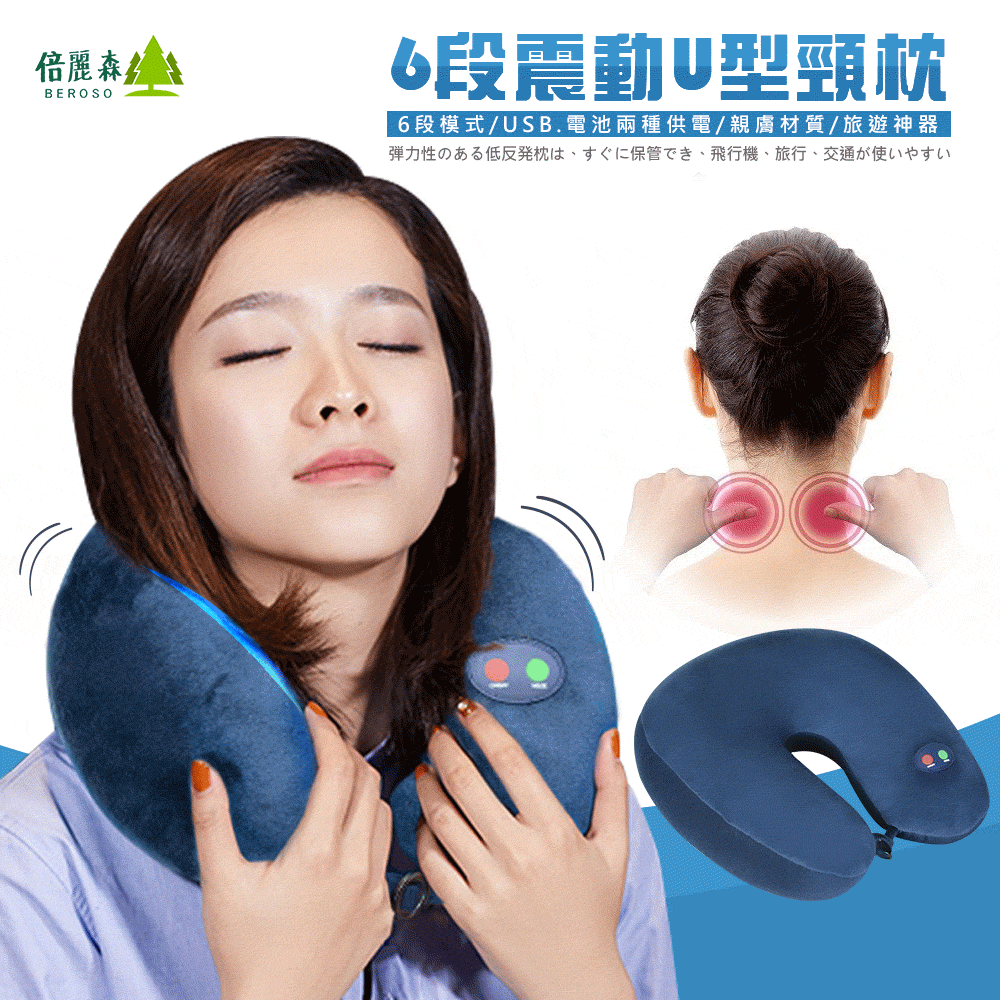 倍麗森
BEROSO
6段震動U型頸枕
6段模式/USB.電池兩種供電/親膚材質/旅遊神器
弾力性のある低反発枕は、すぐに保管でき、飛行機、旅行、交通が使いやすい